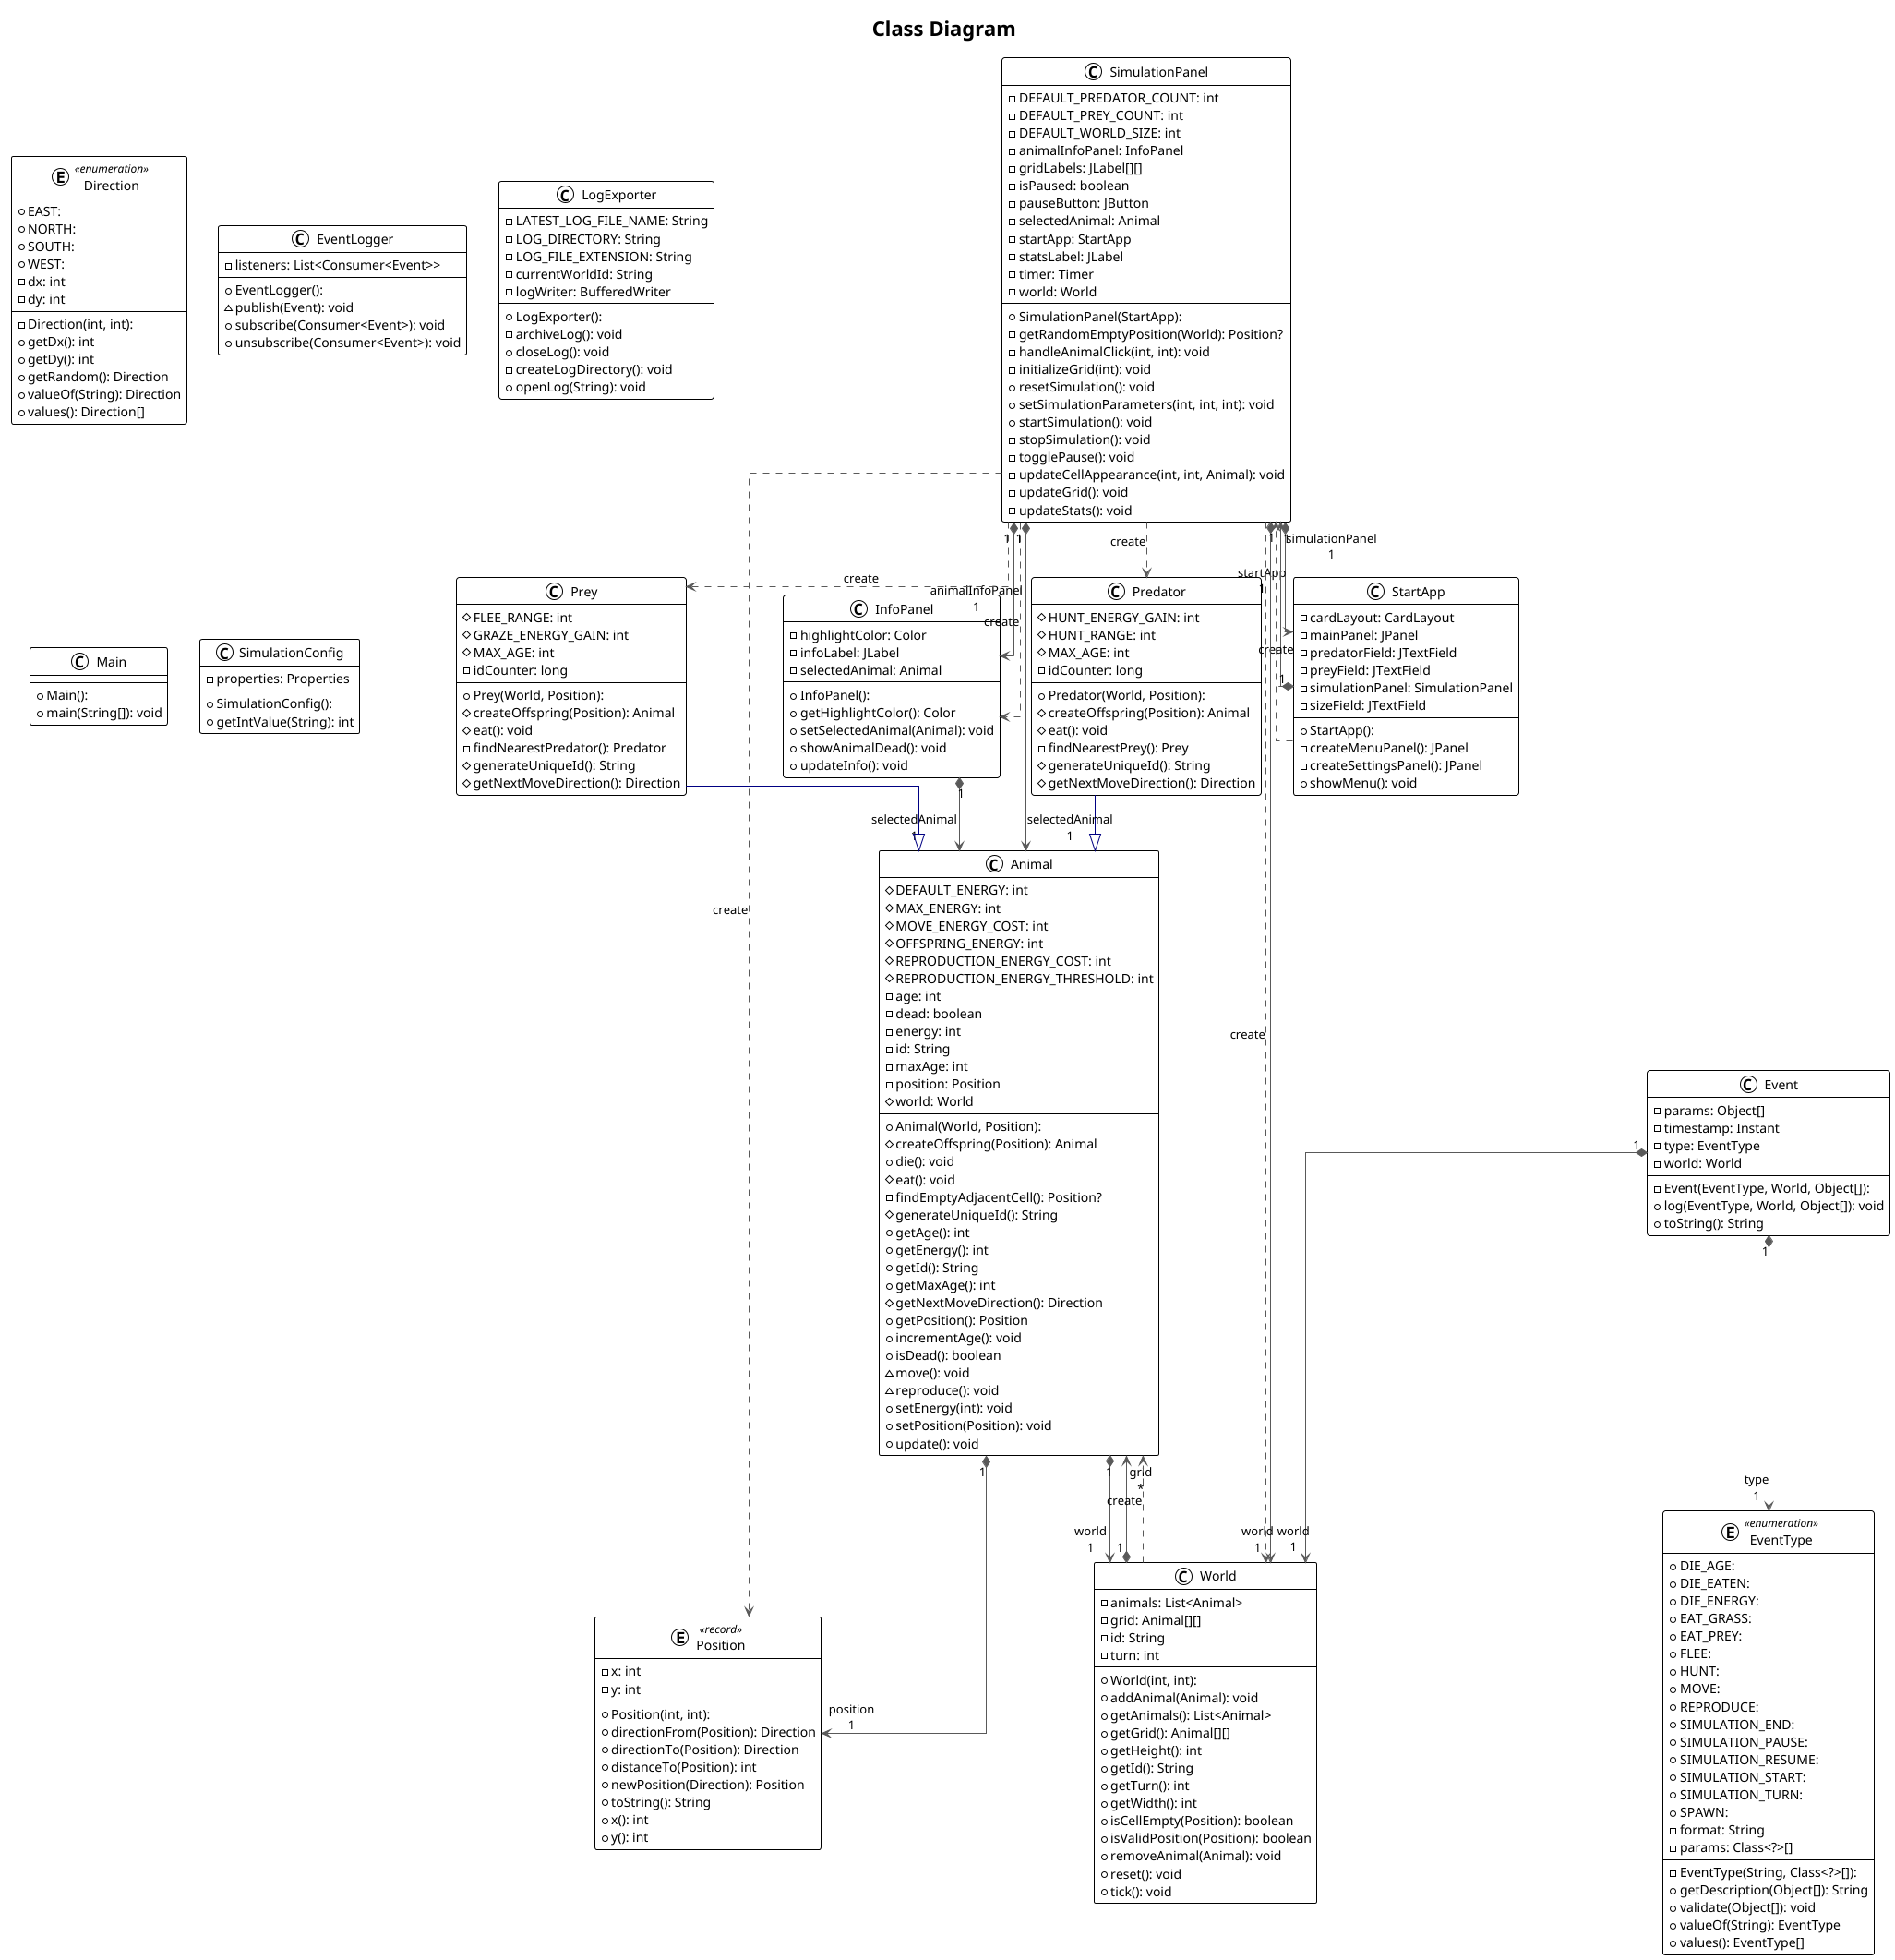 Class Diagram
SimulationPanel
DEFAULT_PREDATOR_COUNT: int
DEFAULT_PREY_COUNT: int
DEFAULT_WORLD_SIZE: int
animalInfoPanel: InfoPanel
gridLabels: JLabel[][]
isPaused: boolean
pauseButton: JButton
selectedAnimal: Animal
startApp: StartApp
statsLabel: JLabel
timer: Timer
world: World
SimulationPanel(StartApp):
getRandomEmptyPosition(World): Position?
handleAnimalClick(int, int): void
initializeGrid(int): void
resetSimulation(): void
setSimulationParameters(int, int, int): void
startSimulation(): void
stopSimulation(): void
togglePause(): void
updateCellAppearance(int, int, Animal): void
updateGrid(): void
updateStats(): void
«enumeration»
Direction
EAST:
NORTH:
SOUTH:
WEST:
dx: int
dy: int
Direction(int, int):
getDx(): int
getDy(): int
getRandom(): Direction
valueOf(String): Direction
values(): Direction[]
EventLogger
listeners: List<Consumer<Event>>
EventLogger():
~publish(Event): void
subscribe(Consumer<Event>): void
unsubscribe(Consumer<Event>): void
LogExporter
LATEST_LOG_FILE_NAME: String
LOG_DIRECTORY: String
LOG_FILE_EXTENSION: String
currentWorldId: String
logWriter: BufferedWriter
LogExporter():
archiveLog(): void
closeLog(): void
createLogDirectory(): void
openLog(String): void
Main
Main():
main(String[]): void
SimulationConfig
properties: Properties
SimulationConfig():
getIntValue(String): int
Prey
FLEE_RANGE: int
GRAZE_ENERGY_GAIN: int
MAX_AGE: int
idCounter: long
Prey(World, Position):
createOffspring(Position): Animal
eat(): void
findNearestPredator(): Predator
generateUniqueId(): String
getNextMoveDirection(): Direction
InfoPanel
highlightColor: Color
infoLabel: JLabel
selectedAnimal: Animal
InfoPanel():
getHighlightColor(): Color
setSelectedAnimal(Animal): void
showAnimalDead(): void
updateInfo(): void
Predator
HUNT_ENERGY_GAIN: int
HUNT_RANGE: int
MAX_AGE: int
idCounter: long
Predator(World, Position):
createOffspring(Position): Animal
eat(): void
findNearestPrey(): Prey
generateUniqueId(): String
getNextMoveDirection(): Direction
StartApp
cardLayout: CardLayout
mainPanel: JPanel
predatorField: JTextField
preyField: JTextField
simulationPanel: SimulationPanel
sizeField: JTextField
StartApp():
createMenuPanel(): JPanel
createSettingsPanel(): JPanel
showMenu(): void
1
1
1
1
create
create
animalInfoPanel
1
create
simulationPanel
1
startApp
1
create
1
1
selectedAnimal
1
selectedAnimal
1
create
create
Animal
DEFAULT_ENERGY: int
MAX_ENERGY: int
MOVE_ENERGY_COST: int
OFFSPRING_ENERGY: int
REPRODUCTION_ENERGY_COST: int
REPRODUCTION_ENERGY_THRESHOLD: int
age: int
dead: boolean
energy: int
id: String
maxAge: int
position: Position
world: World
Animal(World, Position):
createOffspring(Position): Animal
die(): void
eat(): void
findEmptyAdjacentCell(): Position?
generateUniqueId(): String
getAge(): int
getEnergy(): int
getId(): String
getMaxAge(): int
getNextMoveDirection(): Direction
getPosition(): Position
incrementAge(): void
isDead(): boolean
~move(): void
~reproduce(): void
setEnergy(int): void
setPosition(Position): void
update(): void
Event
params: Object[]
timestamp: Instant
type: EventType
world: World
Event(EventType, World, Object[]):
log(EventType, World, Object[]): void
toString(): String
1
1
1
1
grid
*
create
world
1
1
world
1
world
1
type
1
position
1
«record»
Position
x: int
y: int
Position(int, int):
directionFrom(Position): Direction
directionTo(Position): Direction
distanceTo(Position): int
newPosition(Direction): Position
toString(): String
x(): int
y(): int
World
animals: List<Animal>
grid: Animal[][]
id: String
turn: int
World(int, int):
addAnimal(Animal): void
getAnimals(): List<Animal>
getGrid(): Animal[][]
getHeight(): int
getId(): String
getTurn(): int
getWidth(): int
isCellEmpty(Position): boolean
isValidPosition(Position): boolean
removeAnimal(Animal): void
reset(): void
tick(): void
«enumeration»
EventType
DIE_AGE:
DIE_EATEN:
DIE_ENERGY:
EAT_GRASS:
EAT_PREY:
FLEE:
HUNT:
MOVE:
REPRODUCE:
SIMULATION_END:
SIMULATION_PAUSE:
SIMULATION_RESUME:
SIMULATION_START:
SIMULATION_TURN:
SPAWN:
format: String
params: Class<?>[]
EventType(String, Class<?>[]):
getDescription(Object[]): String
validate(Object[]): void
valueOf(String): EventType
values(): EventType[]